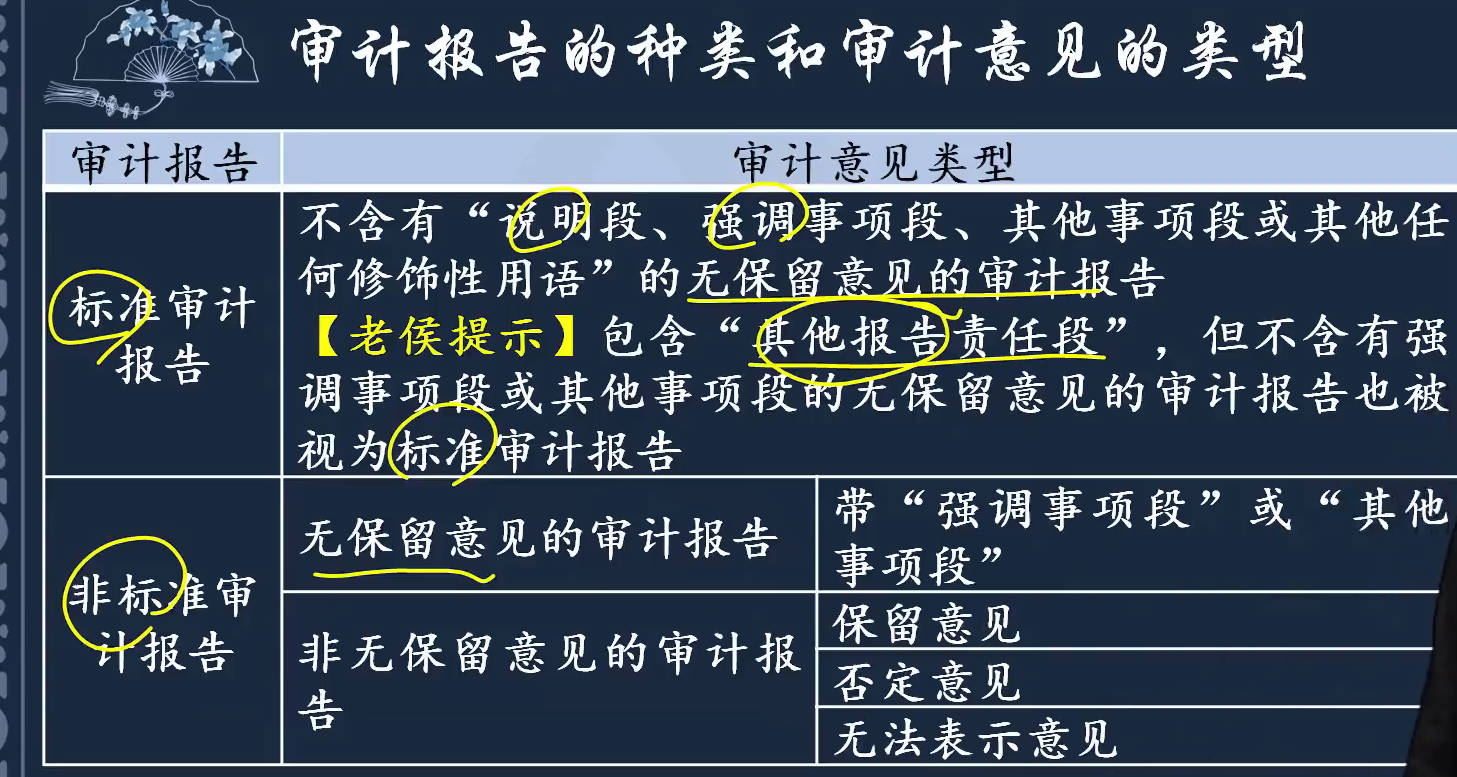 审计报告的种类和审计意见的类型
审计报告
审计意见类型
标准审计
报告
不含有“说明段、强调事项段、其他事项段或其他任
何修饰性用语”的无保留意见的审计报告
【老侯提示】包含“其他报告责任段”，但不含有强
调事项段或其他事项段的无保留意见的审计报告也被
视为标准审计报告
非标准审
计报告
无保留意见的审计报告
带“强调事项段”或“其他
事项段”
非无保留意见的审计报
告
保留意见
否定意见
无法表示意见